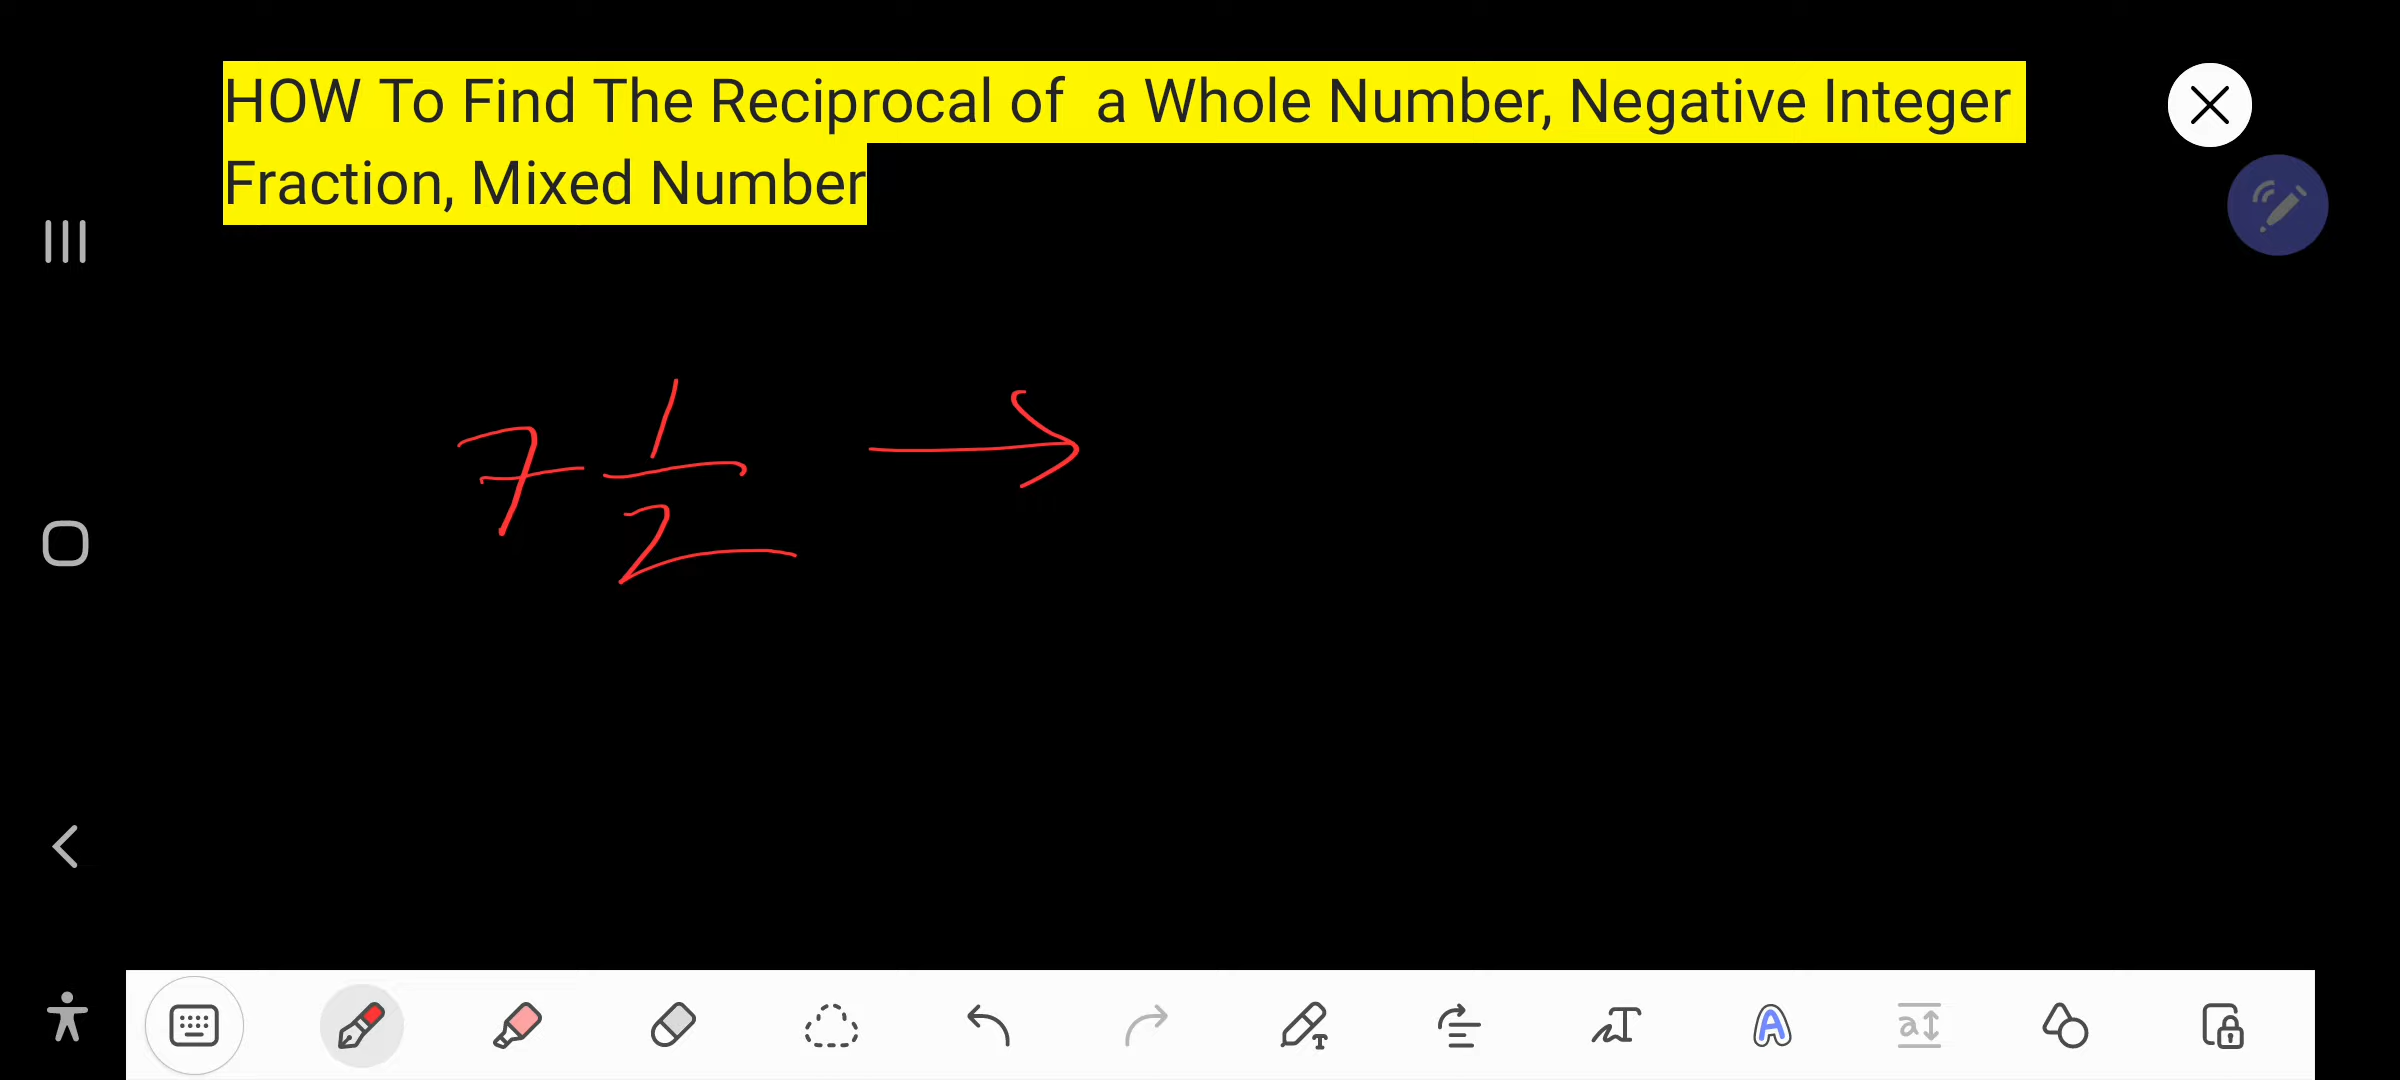 HOW To Find The Reciprocal of  a Whole Number, Negative Integer
Fraction, Mixed Number
7 1/2 →